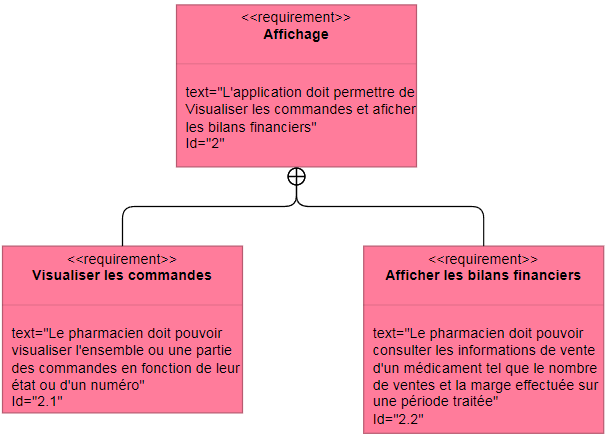 <<requirement>>
Affichage
text="L'application doit permettre de
Visualiser les commandes et aficher
les bilans financiers"
Id="2"
<<requirement>>
Visualiser les commandes
text="Le pharmacien doit pouvoir
visualiser l'ensemble ou une partie
des commandes en fonction de leur
état ou d'un numéro"
Id="2.1"
<<requirement>>
Afficher les bilans financiers
text="Le pharmacien doit pouvoir
consulter les informations de vente
d'un médicament tel que le nombre
de ventes et la marge effectuée sur
une période traitée"
Id="2.2"